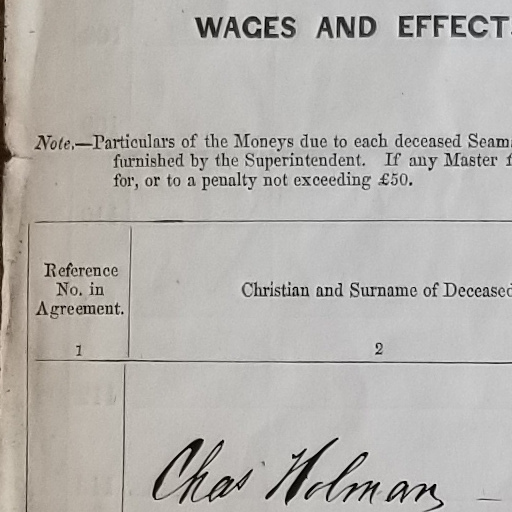 WAGES AND EFFECTS
Note.—Particulars of the Moneys due to each deceased Seam
furnished by the Superintendent. If any Master f
for, or to a penalty not exceeding £50.
Reference
No. in
Agreement.
Christian and Surname of Deceased
1
2
Chas Holman